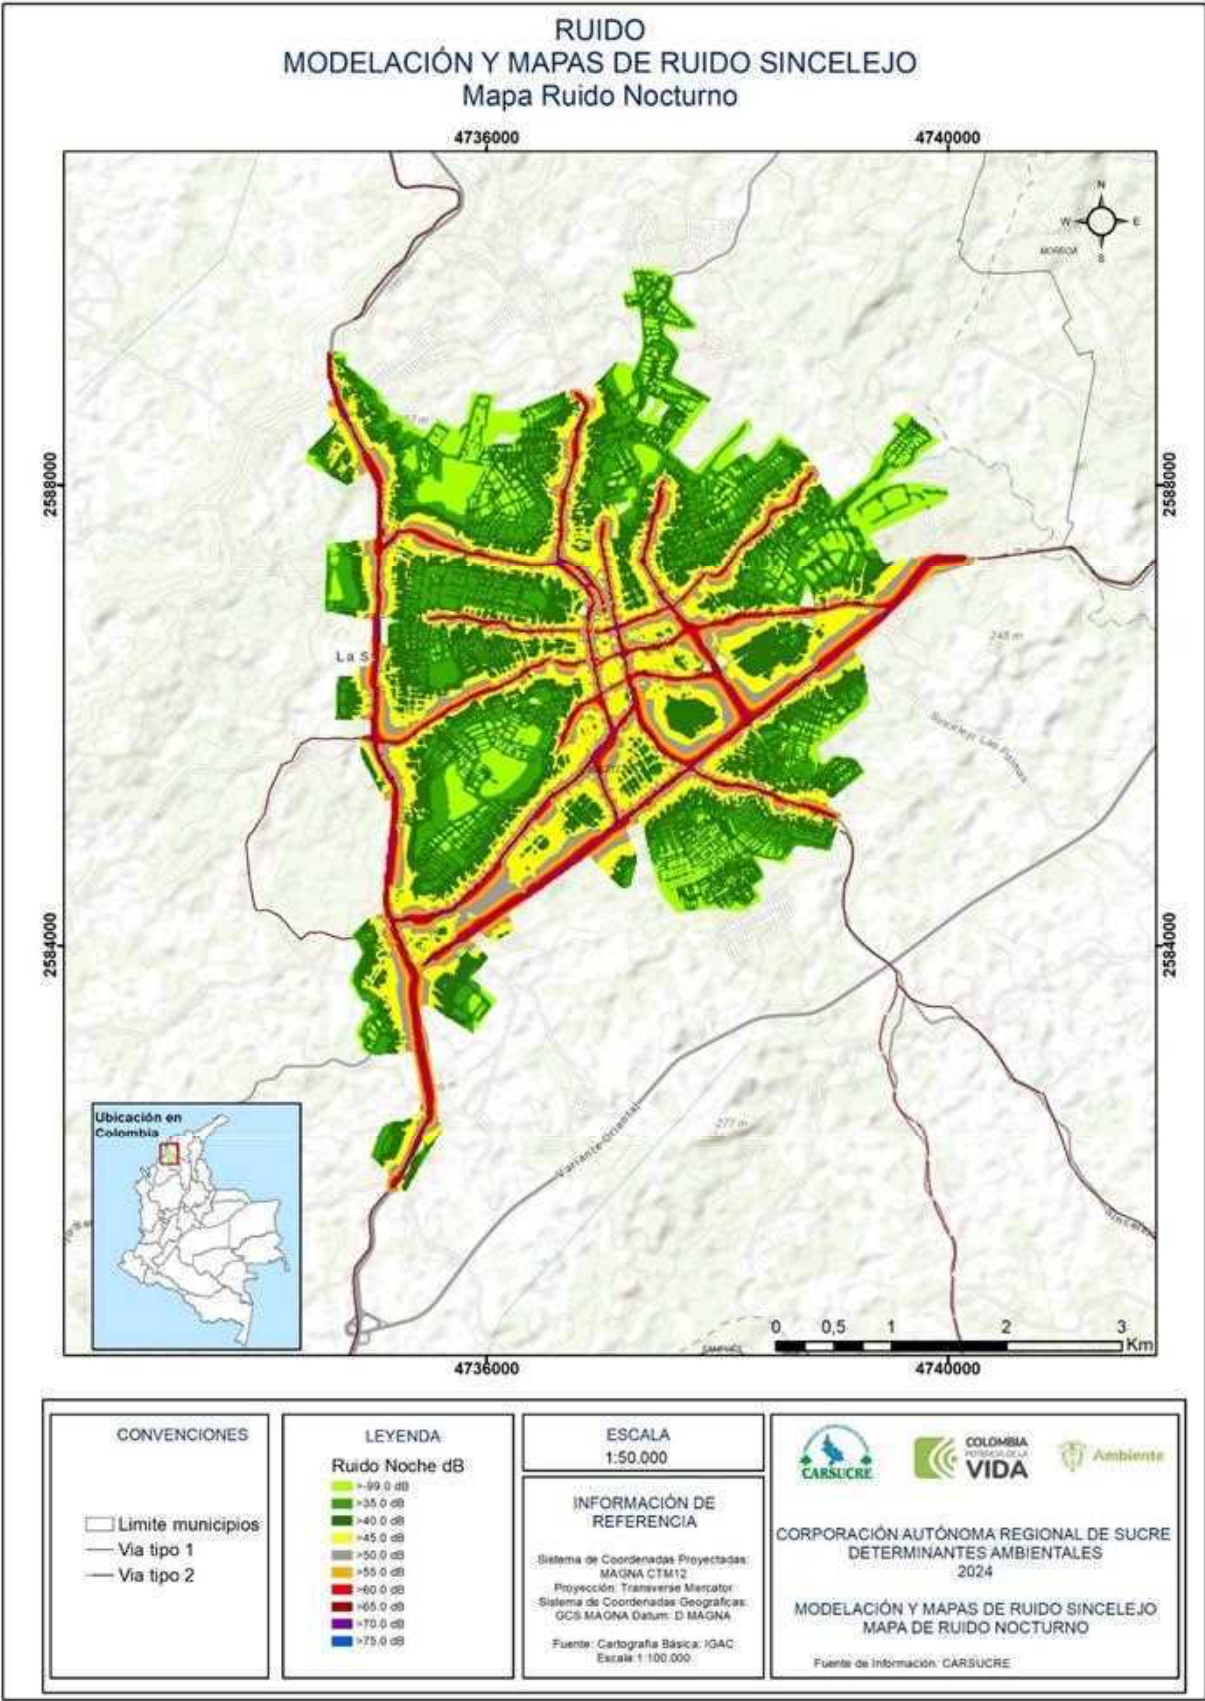 RUIDO
MODELACIÓN Y MAPAS DE RUIDO SINCELEJO
Mapa Ruido Nocturno
4736000
4740000
N
W
E
S
MORROA
2588000
2588000
La S
248 m
Sincelejo Las Palmas
2584000
2584000
Variante Oriental
277 m
Ubicación en
Colombia
0
0,5
1
2
3
Km
4736000
4740000
CONVENCIONES
Limite municipios
Via tipo 1
Via tipo 2
LEYENDA
Ruido Noche dB
>-99.0 dB
>35.0 dB
>40.0 dB
>45.0 dB
>50.0 dB
>55.0 dB
>60.0 dB
>65.0 dB
>70.0 dB
>75.0 dB
ESCALA
1:50.000
INFORMACIÓN DE
REFERENCIA
Sistema de Coordenadas Proyectadas:
MAGNA CTM12
Proyección: Transverse Mercator
Sistema de Coordenadas Geográficas:
GCS MAGNA Datum: D MAGNA
Fuente: Cartografía Básica: IGAC
Escala 1:100.000
CARSUCRE
COLOMBIA
POTENCIA DE LA
VIDA
Ambiente
CORPORACIÓN AUTÓNOMA REGIONAL DE SUCRE
DETERMINANTES AMBIENTALES
2024
MODELACIÓN Y MAPAS DE RUIDO SINCELEJO
MAPA DE RUIDO NOCTURNO
Fuente de Información: CARSUCRE